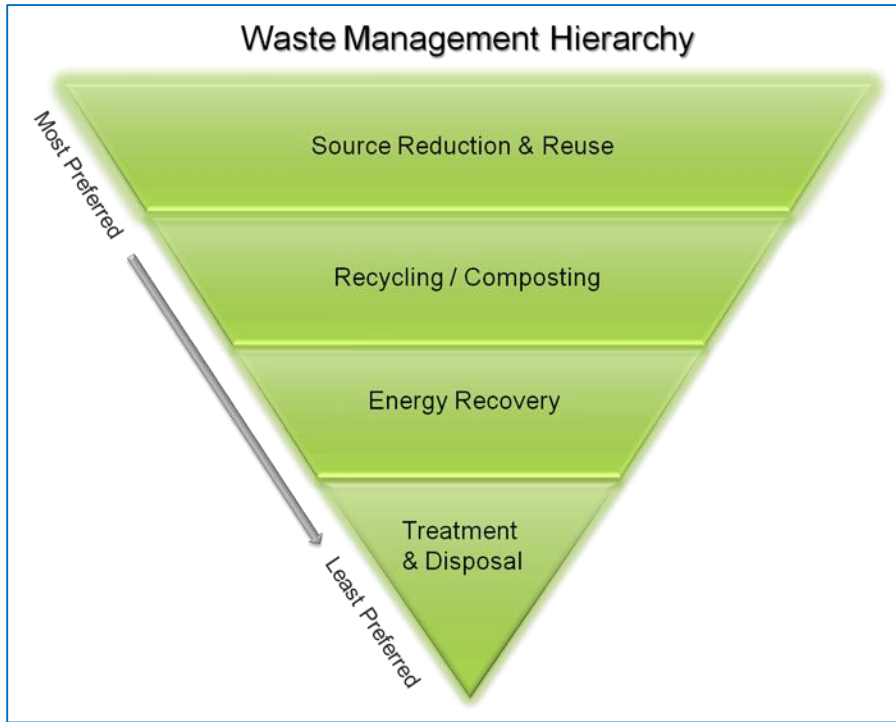 Waste Management Hierarchy
Most Preferred
Source Reduction & Reuse
Recycling / Composting
Energy Recovery
Treatment
& Disposal
Least Preferred